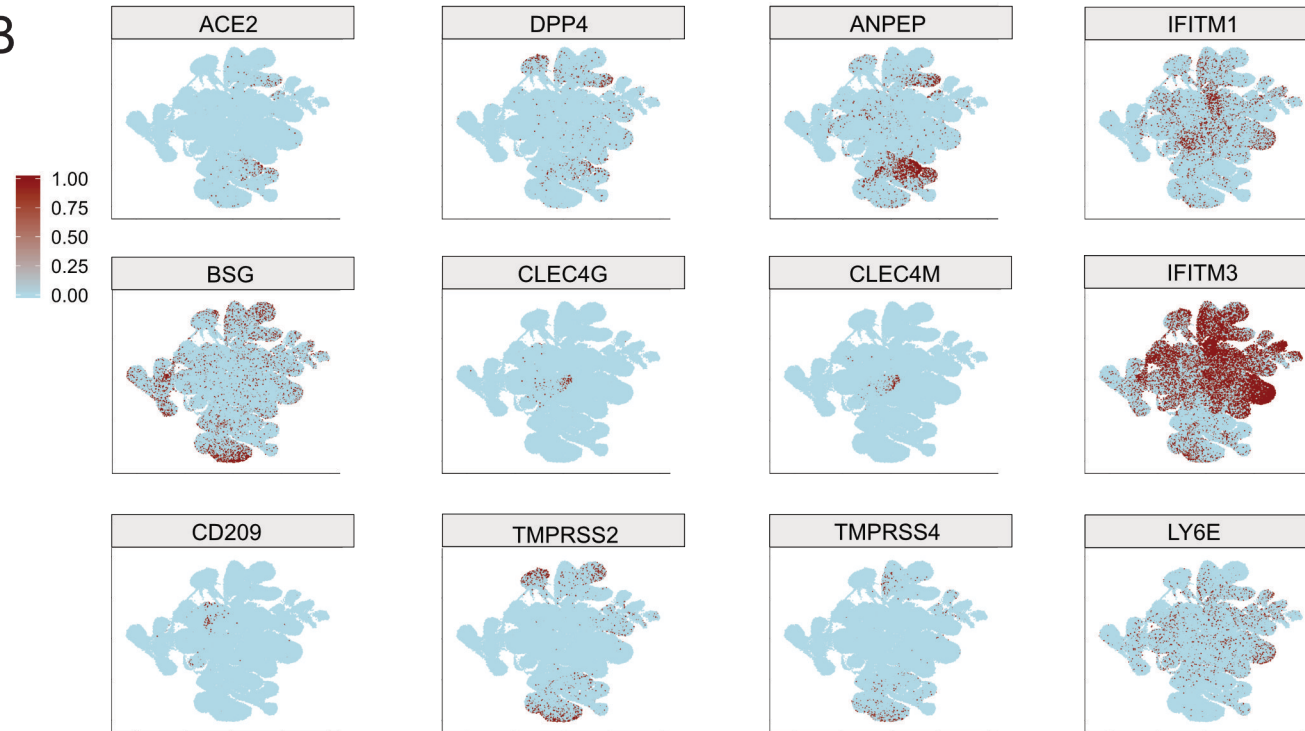 B
ACE2
DPP4
ANPEP
IFITM1
1.00
0.75
0.50
0.25
0.00
BSG
CLEC4G
CLEC4M
IFITM3
CD209
TMPRSS2
TMPRSS4
LY6E